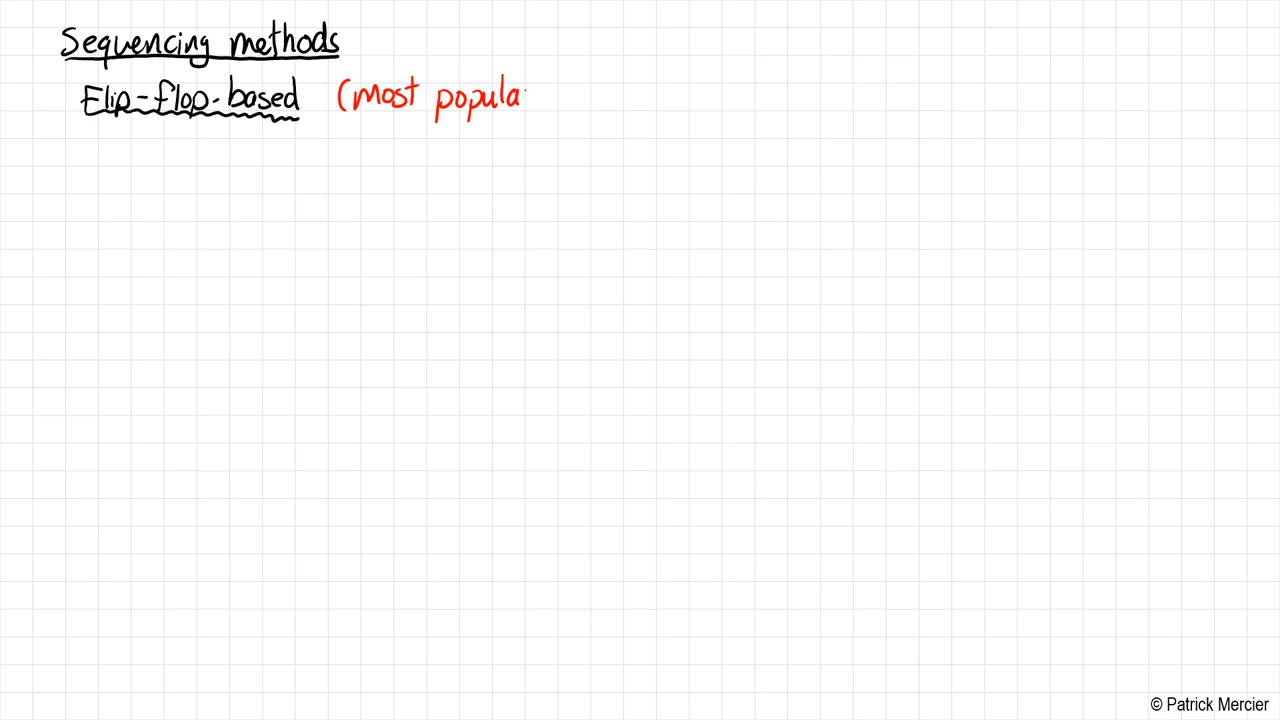 Sequencing methods
Flip-flop-based (most popula
© Patrick Mercier